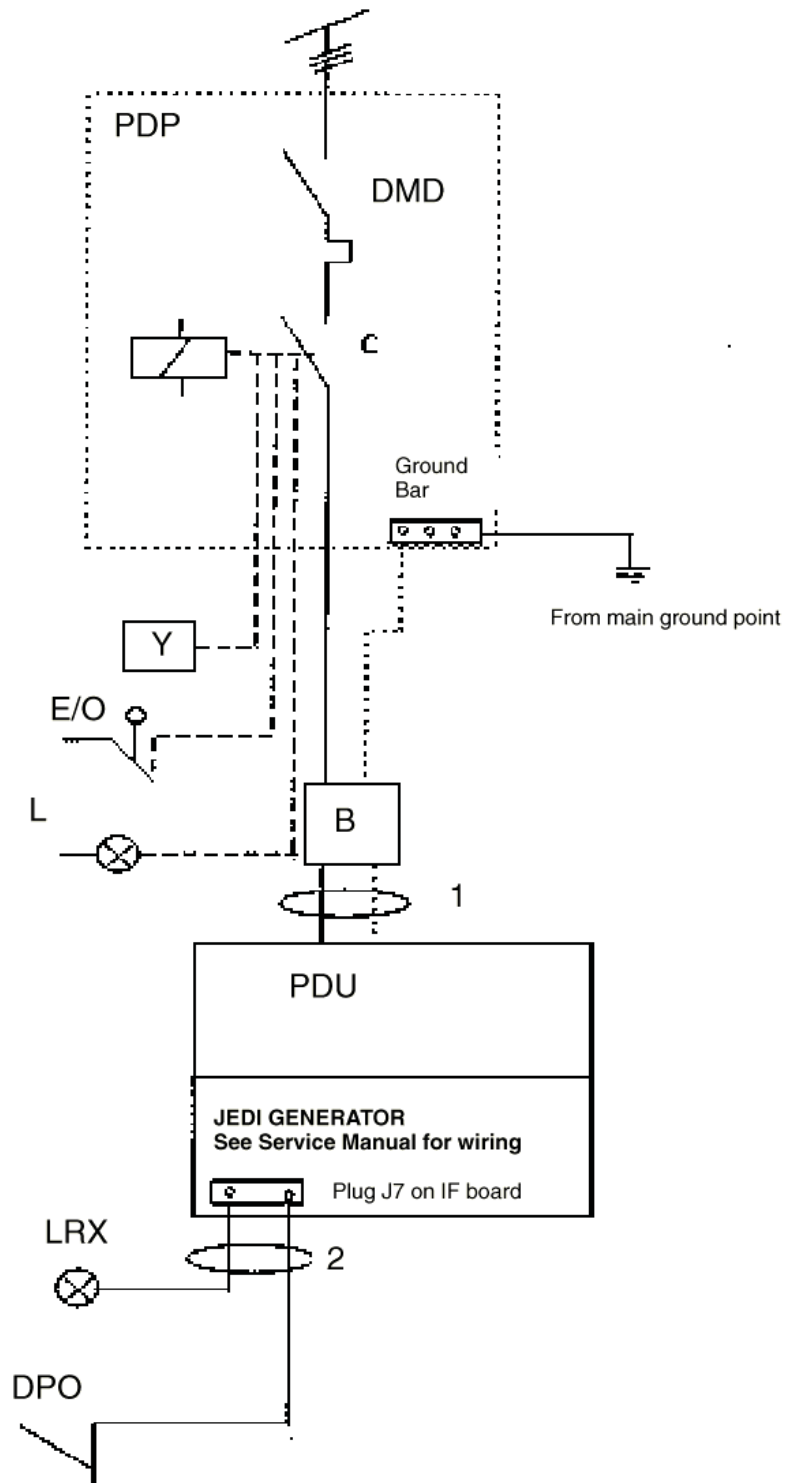 PDP
DMD
C
Ground
Bar
From main ground point
Y
E/O
L
B
1
PDU
JEDI GENERATOR
See Service Manual for wiring
Plug J7 on IF board
LRX
2
DPO